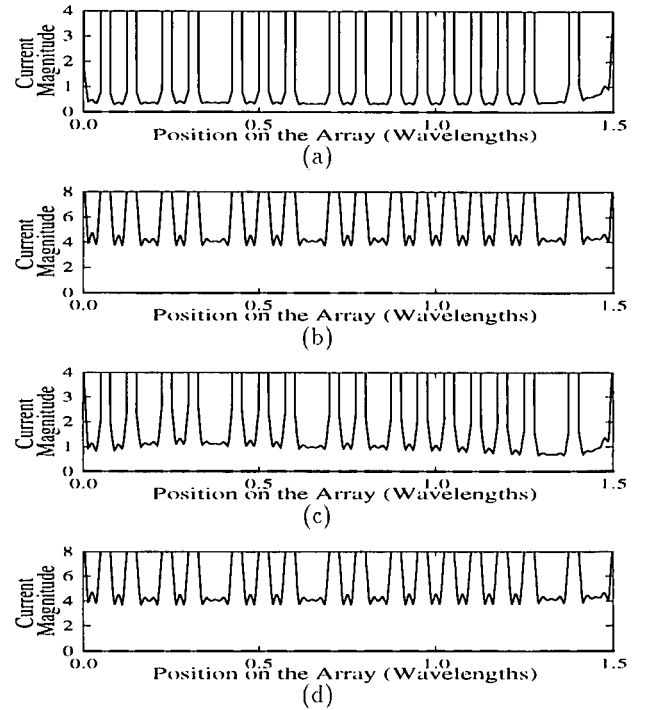 4
3
2
1
0
Current
Magnitude
0.0
0.5
1.0
1.5
Position on the Array (Wavelengths)
(a)
8
6
4
2
0
Current
Magnitude
0.0
0.5
1.0
1.5
Position on the Array (Wavelengths)
(b)
4
3
2
1
0
Current
Magnitude
0.0
0.5
1.0
1.5
Position on the Array (Wavelengths)
(c)
8
6
4
2
0
Current
Magnitude
0.0
0.5
1.0
1.5
Position on the Array (Wavelengths)
(d)